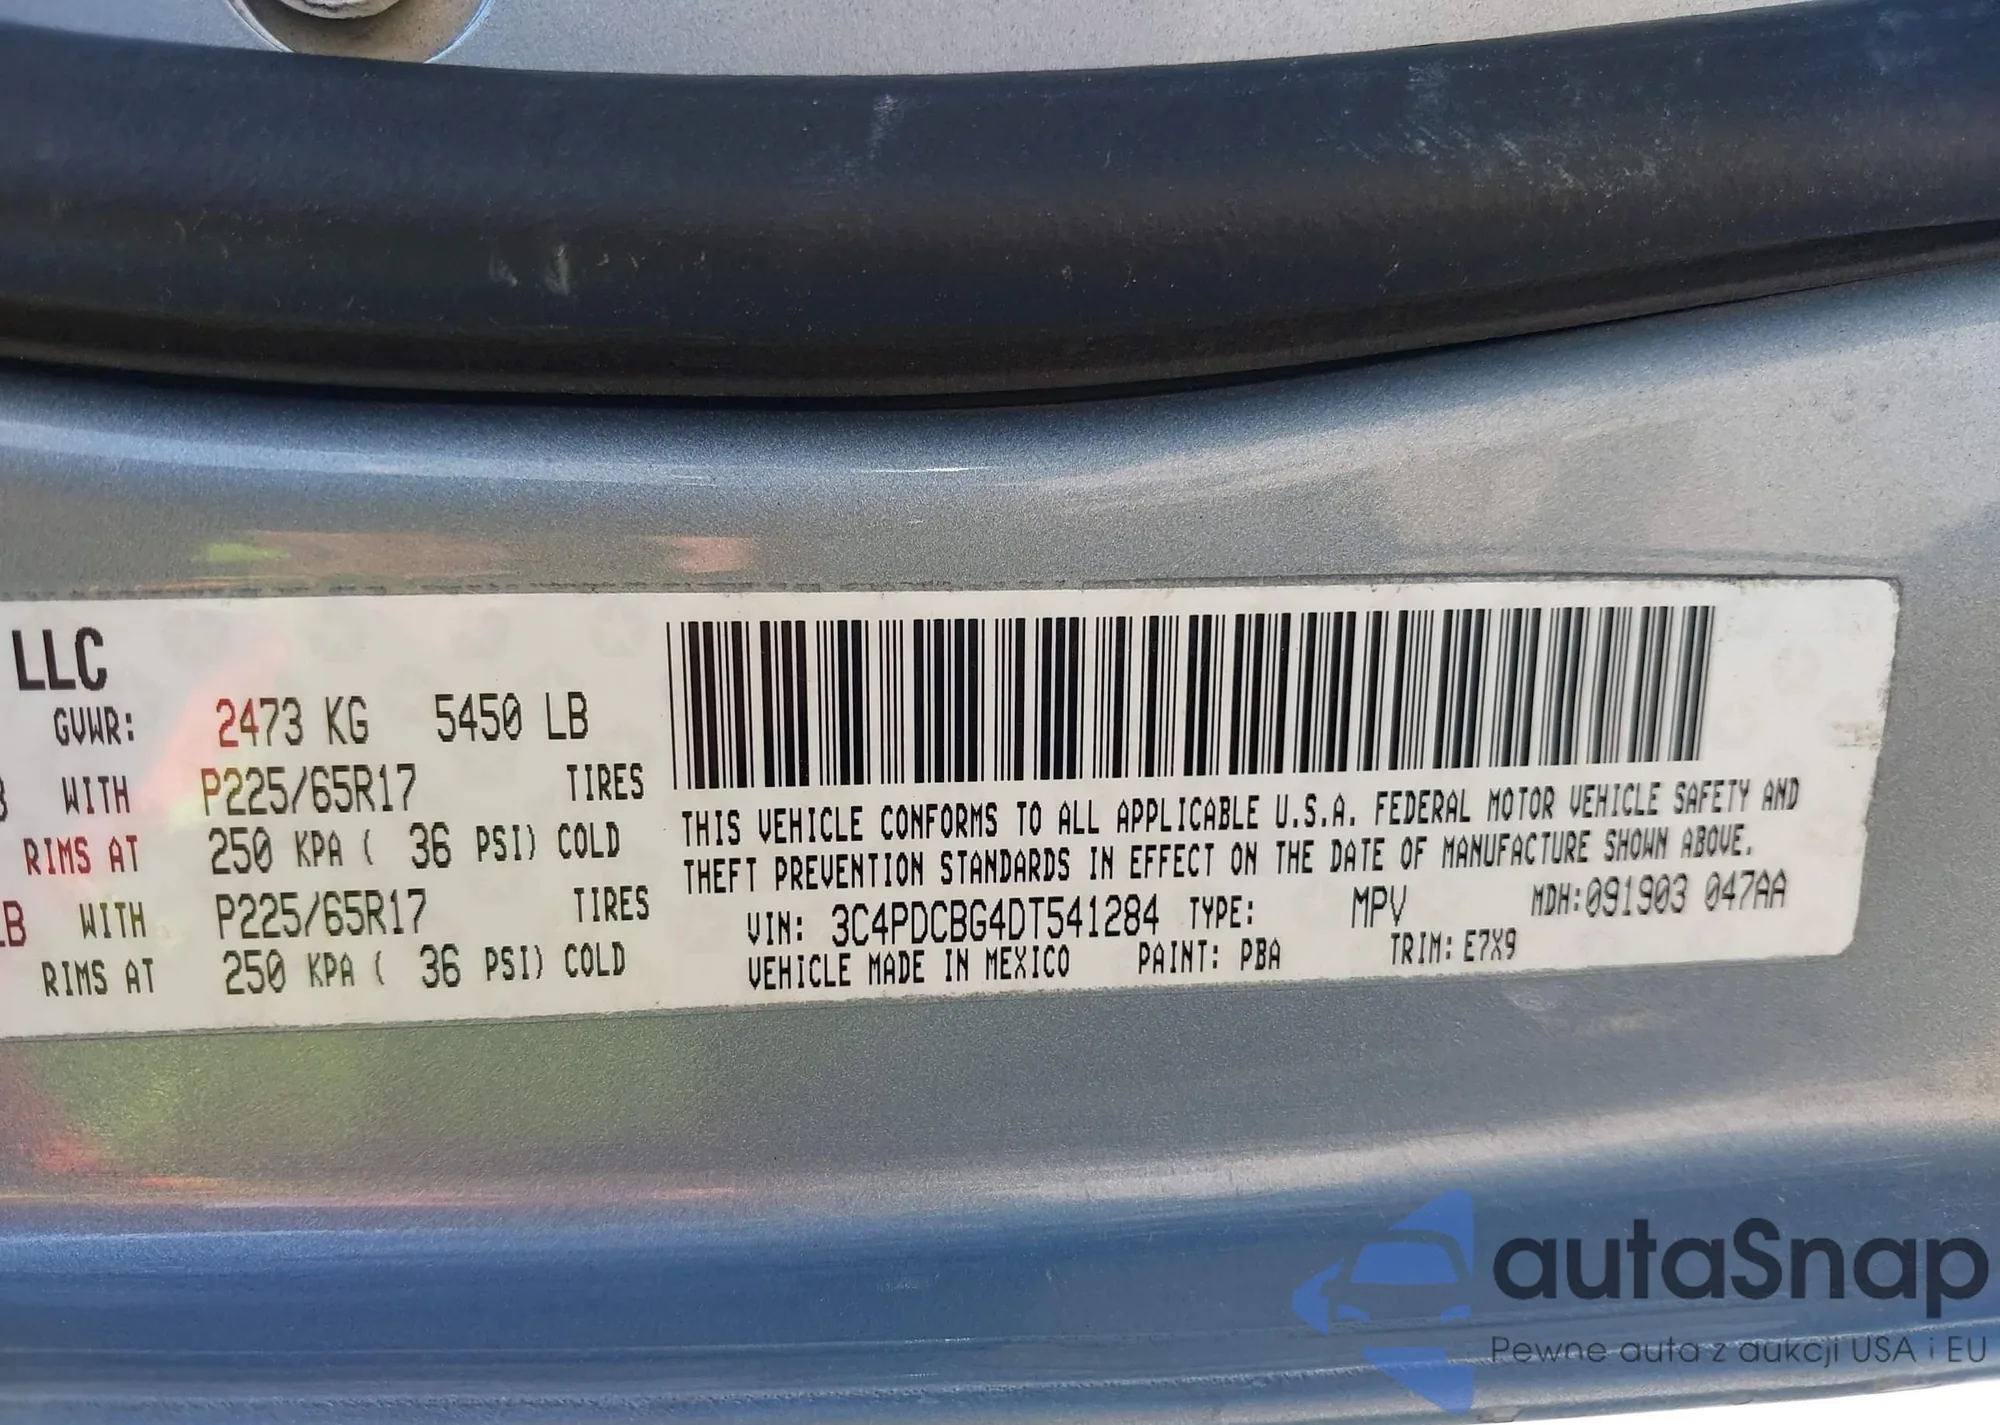 LLC
GVWR: 2473 KG 5450 LB
WITH P225/65R17 TIRES
RIMS AT 250 KPA ( 36 PSI) COLD
LB WITH P225/65R17 TIRES
RIMS AT 250 KPA ( 36 PSI) COLD
THIS VEHICLE CONFORMS TO ALL APPLICABLE U.S.A. FEDERAL MOTOR VEHICLE SAFETY AND
THEFT PREVENTION STANDARDS IN EFFECT ON THE DATE OF MANUFACTURE SHOWN ABOVE.
VIN: 3C4PDCBG4DT541284 TYPE: MPV MDH:091903 047AA
VEHICLE MADE IN MEXICO PAINT: PBA TRIM: E7X9
autaSnap
Pewne auta z aukcji USA i EU